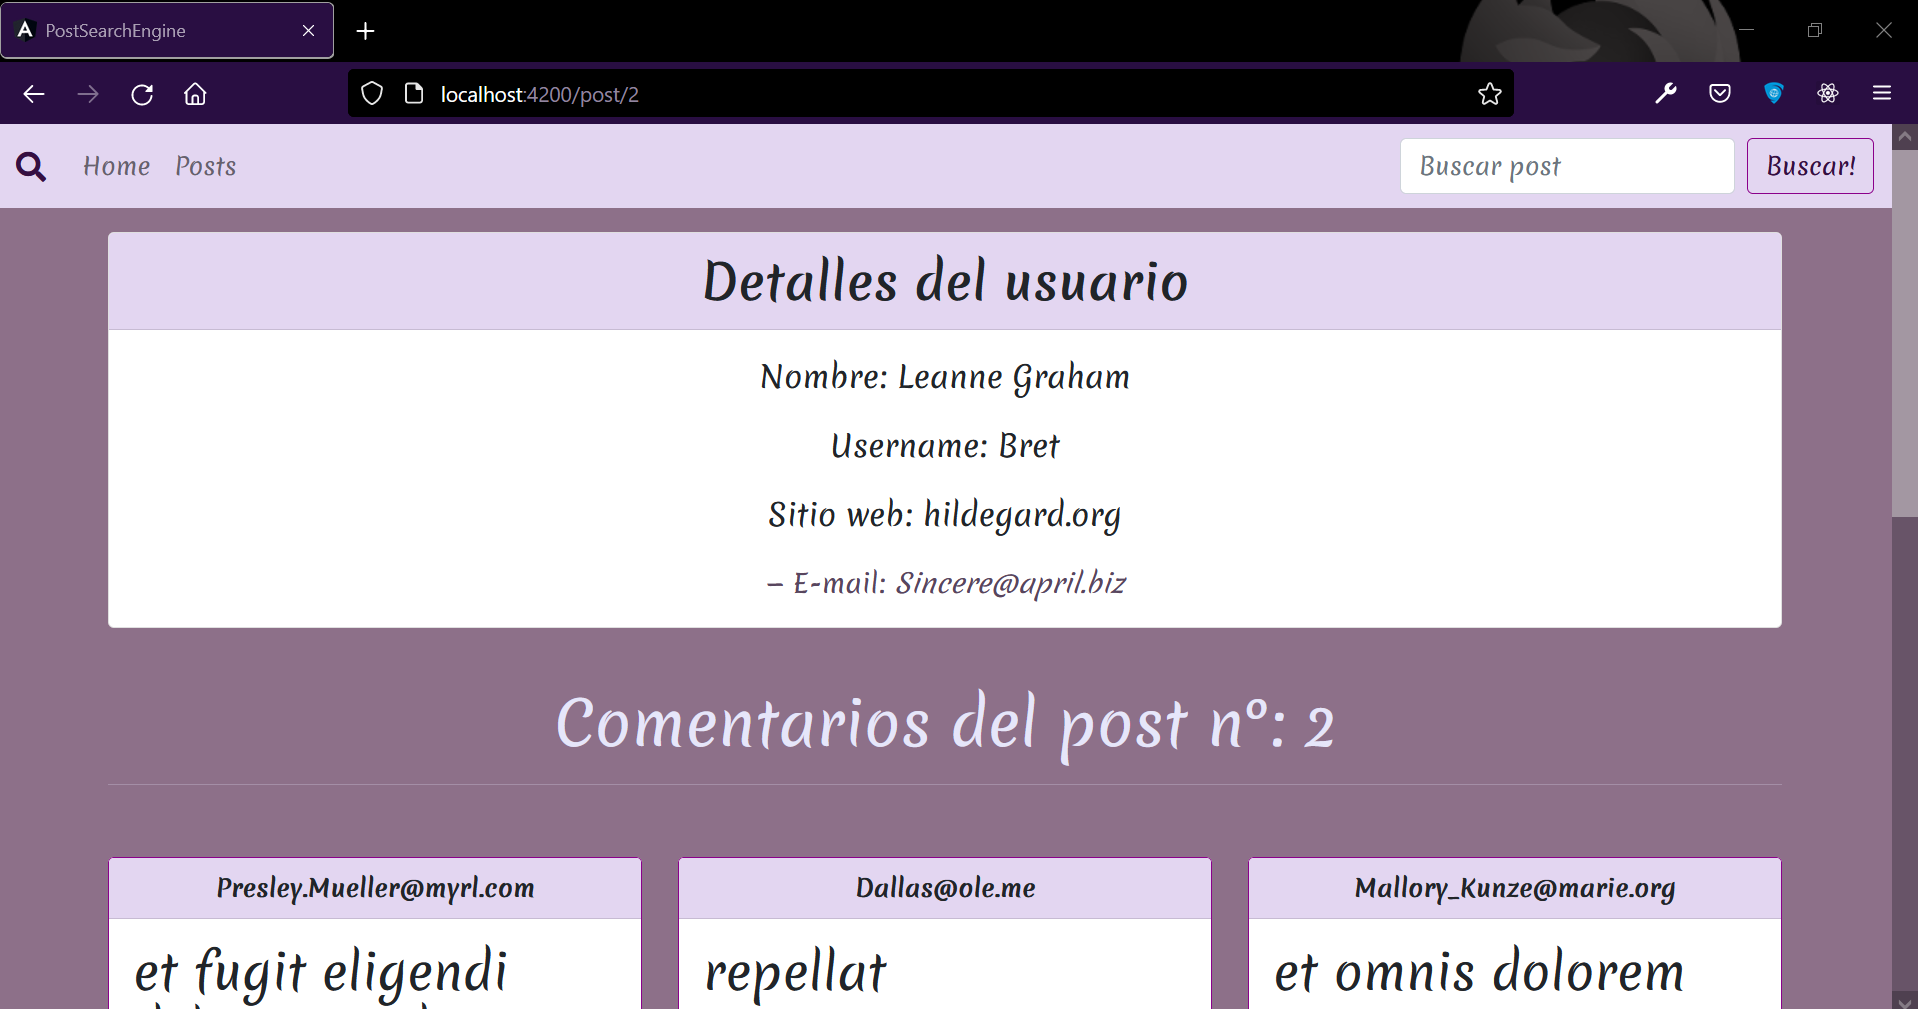 PostSearchEngine
localhost:4200/post/2
Home Posts Buscar post Buscar!
Detalles del usuario
Nombre: Leanne Graham
Username: Bret
Sitio web: hildegard.org
– E-mail: Sincere@april.biz
Comentarios del post nº: 2
Presley.Mueller@myrl.com
et fugit eligendi
Dallas@ole.me
repellat
Mallory_Kunze@marie.org
et omnis dolorem